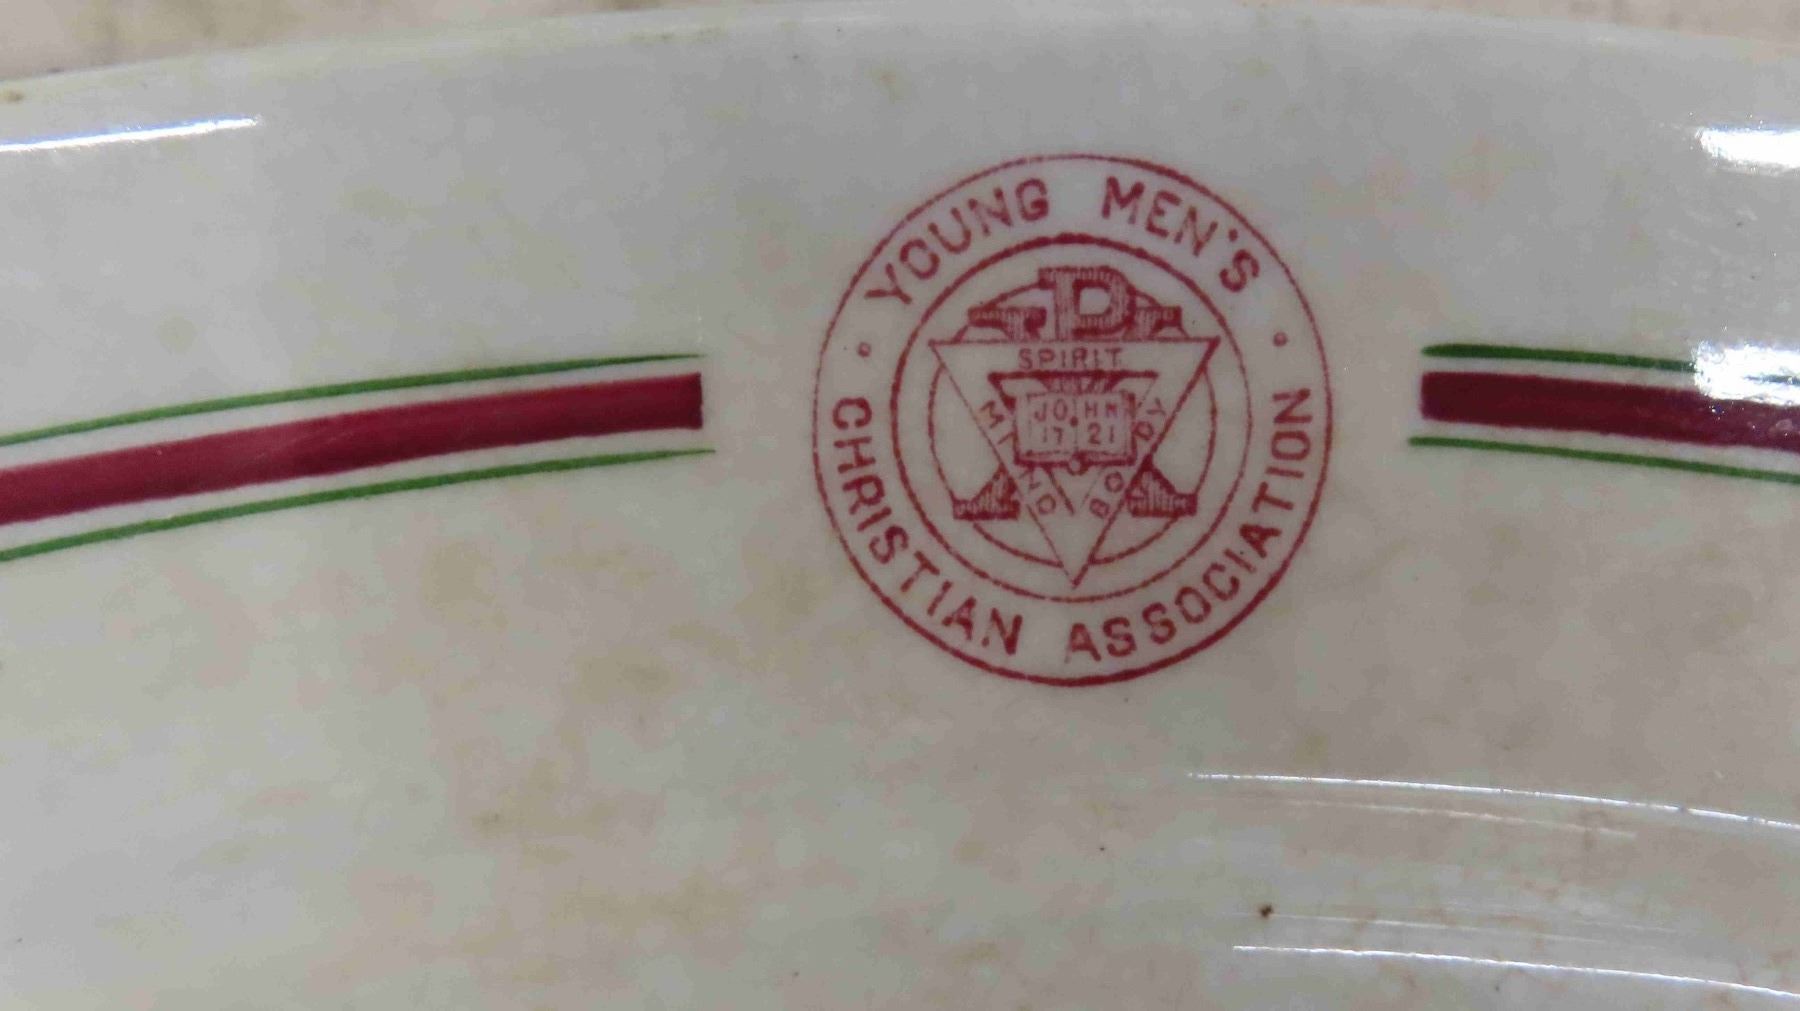 YOUNG MEN'S
CHRISTIAN ASSOCIATION
SPIRIT
MIND
BODY
JOHN
17 21